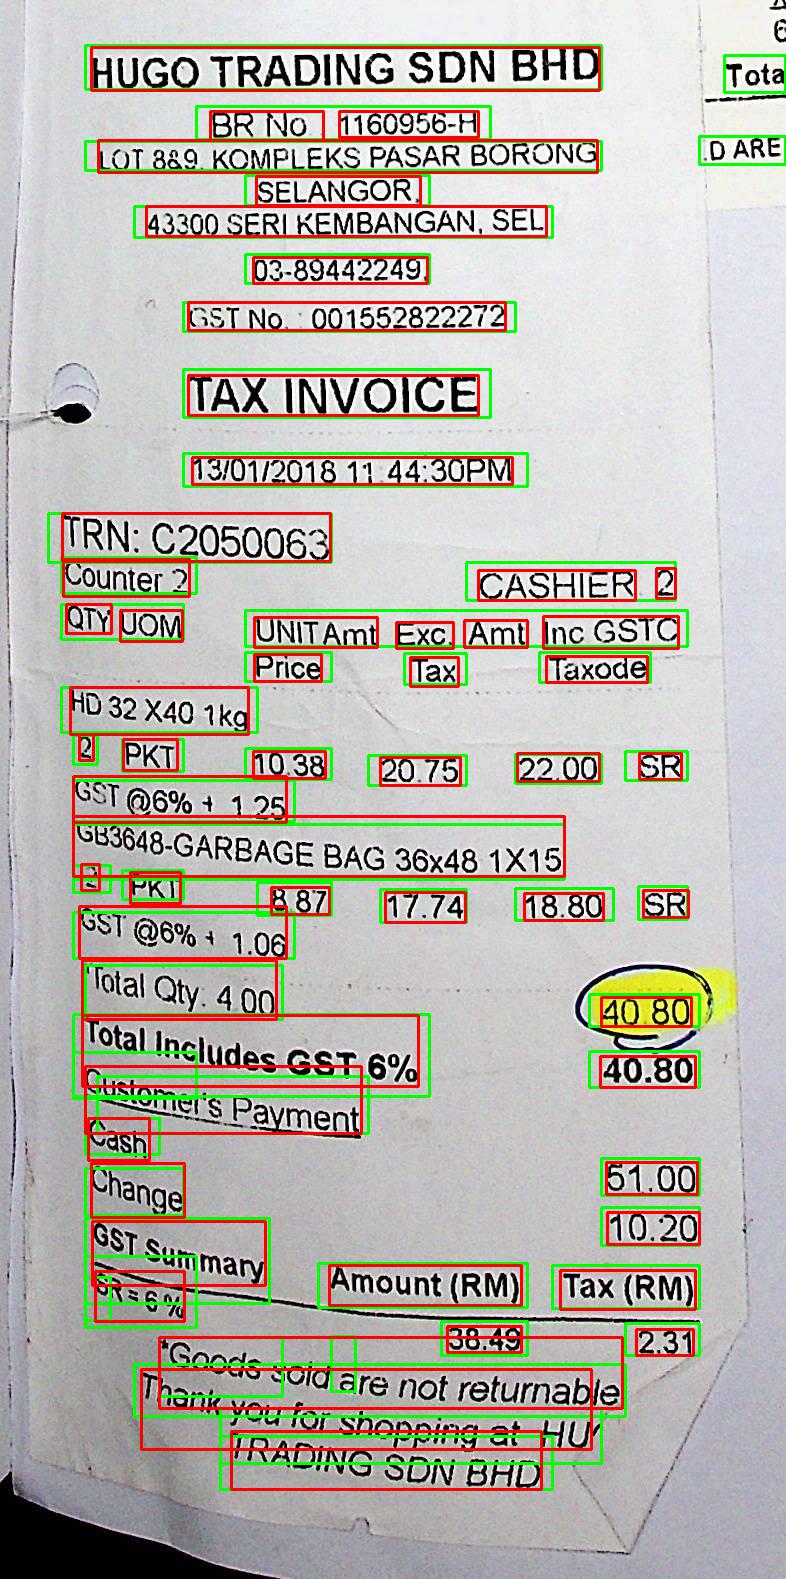 6
HUGO TRADING SDN BHD
Tota
BR No 1160956-H
LOT 8&9, KOMPLEKS PASAR BORONG
.D ARE
SELANGOR,
43300 SERI KEMBANGAN, SEL
03-89442249,
GST No. : 001552822272
TAX INVOICE
13/01/2018 11:44:30PM
TRN: C2050063
Counter 2 CASHIER 2
QTY UOM UNIT Amt Exc. Amt Inc GSTC
Price Tax Taxode
HD 32 X40 1kg
2 PKT 10.38 20.75 22.00 SR
GST @6% + 1.25
GB3648-GARBAGE BAG 36x48 1X15
2 PKT 8.87 17.74 18.80 SR
GST @6% + 1.06
Total Qty. 4.00 40.80
Total Includes GST 6% 40.80
Customer's Payment
Cash 51.00
Change 10.20
GST Summary Amount (RM) Tax (RM)
SR = 6 % 38.49 2.31
*Goods sold are not returnable
Thank you for shopping at HU
TRADING SDN BHD